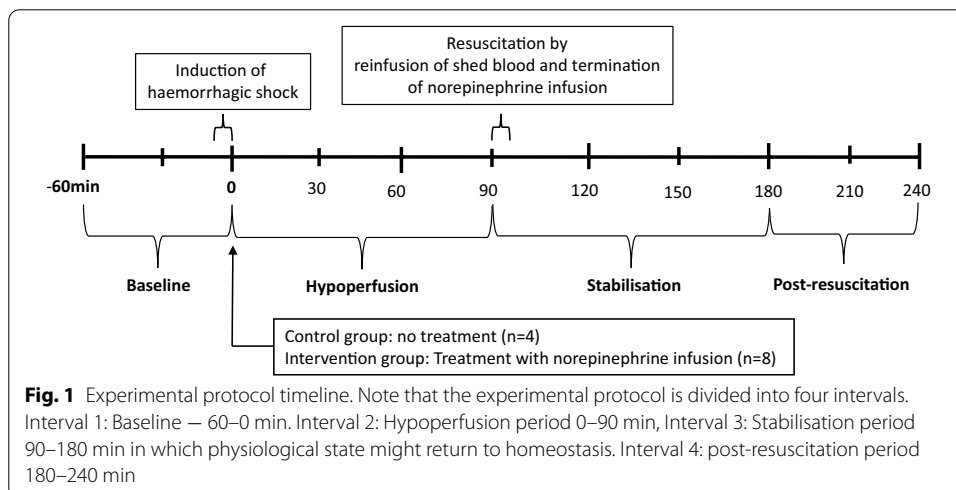 Induction of
haemorrhagic shock
Resuscitation by
reinfusion of shed blood and termination
of norepinephrine infusion
-60min 0 30 60 90 120 150 180 210 240
Baseline Hypoperfusion Stabilisation Post-resuscitation
Control group: no treatment (n=4)
Intervention group: Treatment with norepinephrine infusion (n=8)
Fig. 1 Experimental protocol timeline. Note that the experimental protocol is divided into four intervals.
Interval 1: Baseline − 60–0 min. Interval 2: Hypoperfusion period 0–90 min, Interval 3: Stabilisation period
90–180 min in which physiological state might return to homeostasis. Interval 4: post-resuscitation period
180–240 min